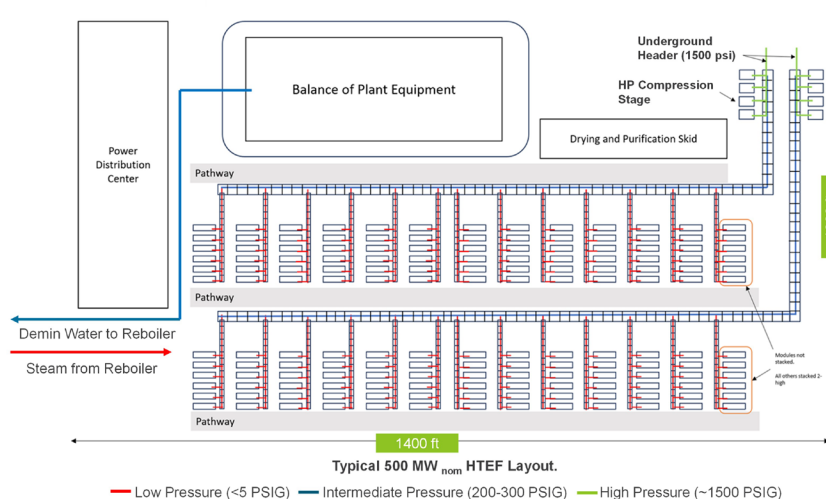 Underground
Header (1500 psi)
HP Compression
Stage
Balance of Plant Equipment
Drying and Purification Skid
Power
Distribution
Center
Pathway
Pathway
Demin Water to Reboiler
Steam from Reboiler
Modules not
stacked.
All others stacked 2-
high
Pathway
1400 ft
Typical 500 MW nom HTEF Layout.
Low Pressure (<5 PSIG)
Intermediate Pressure (200-300 PSIG)
High Pressure (~1500 PSIG)